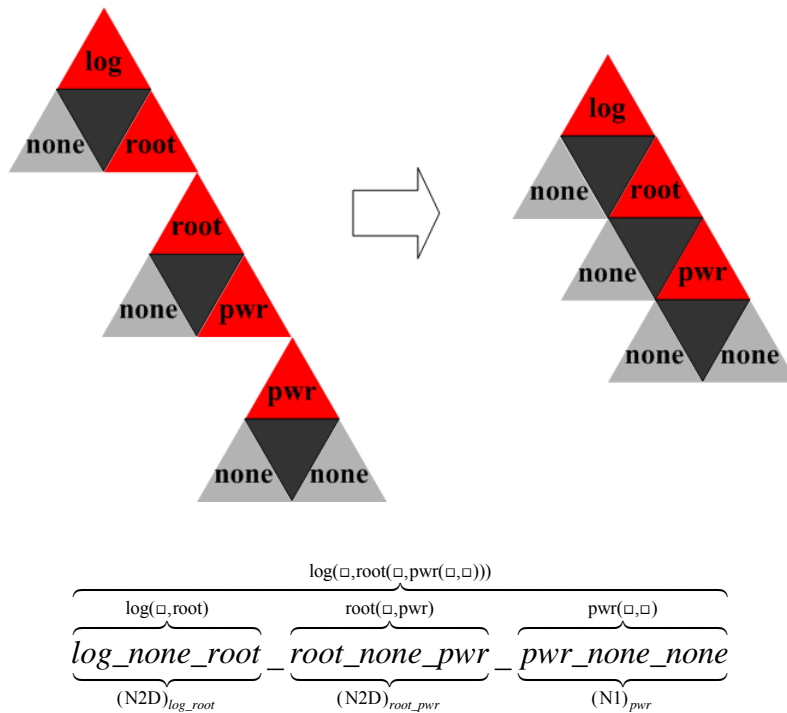 log
none root
root
none pwr
pwr
none none
log
none root
none pwr
none none
log(□,root(□,pwr(□,□)))
log(□,root) root(□,pwr) pwr(□,□)
log_none_root _ root_none_pwr _ pwr_none_none
(N2D)log_root (N2D)root_pwr (N1)pwr